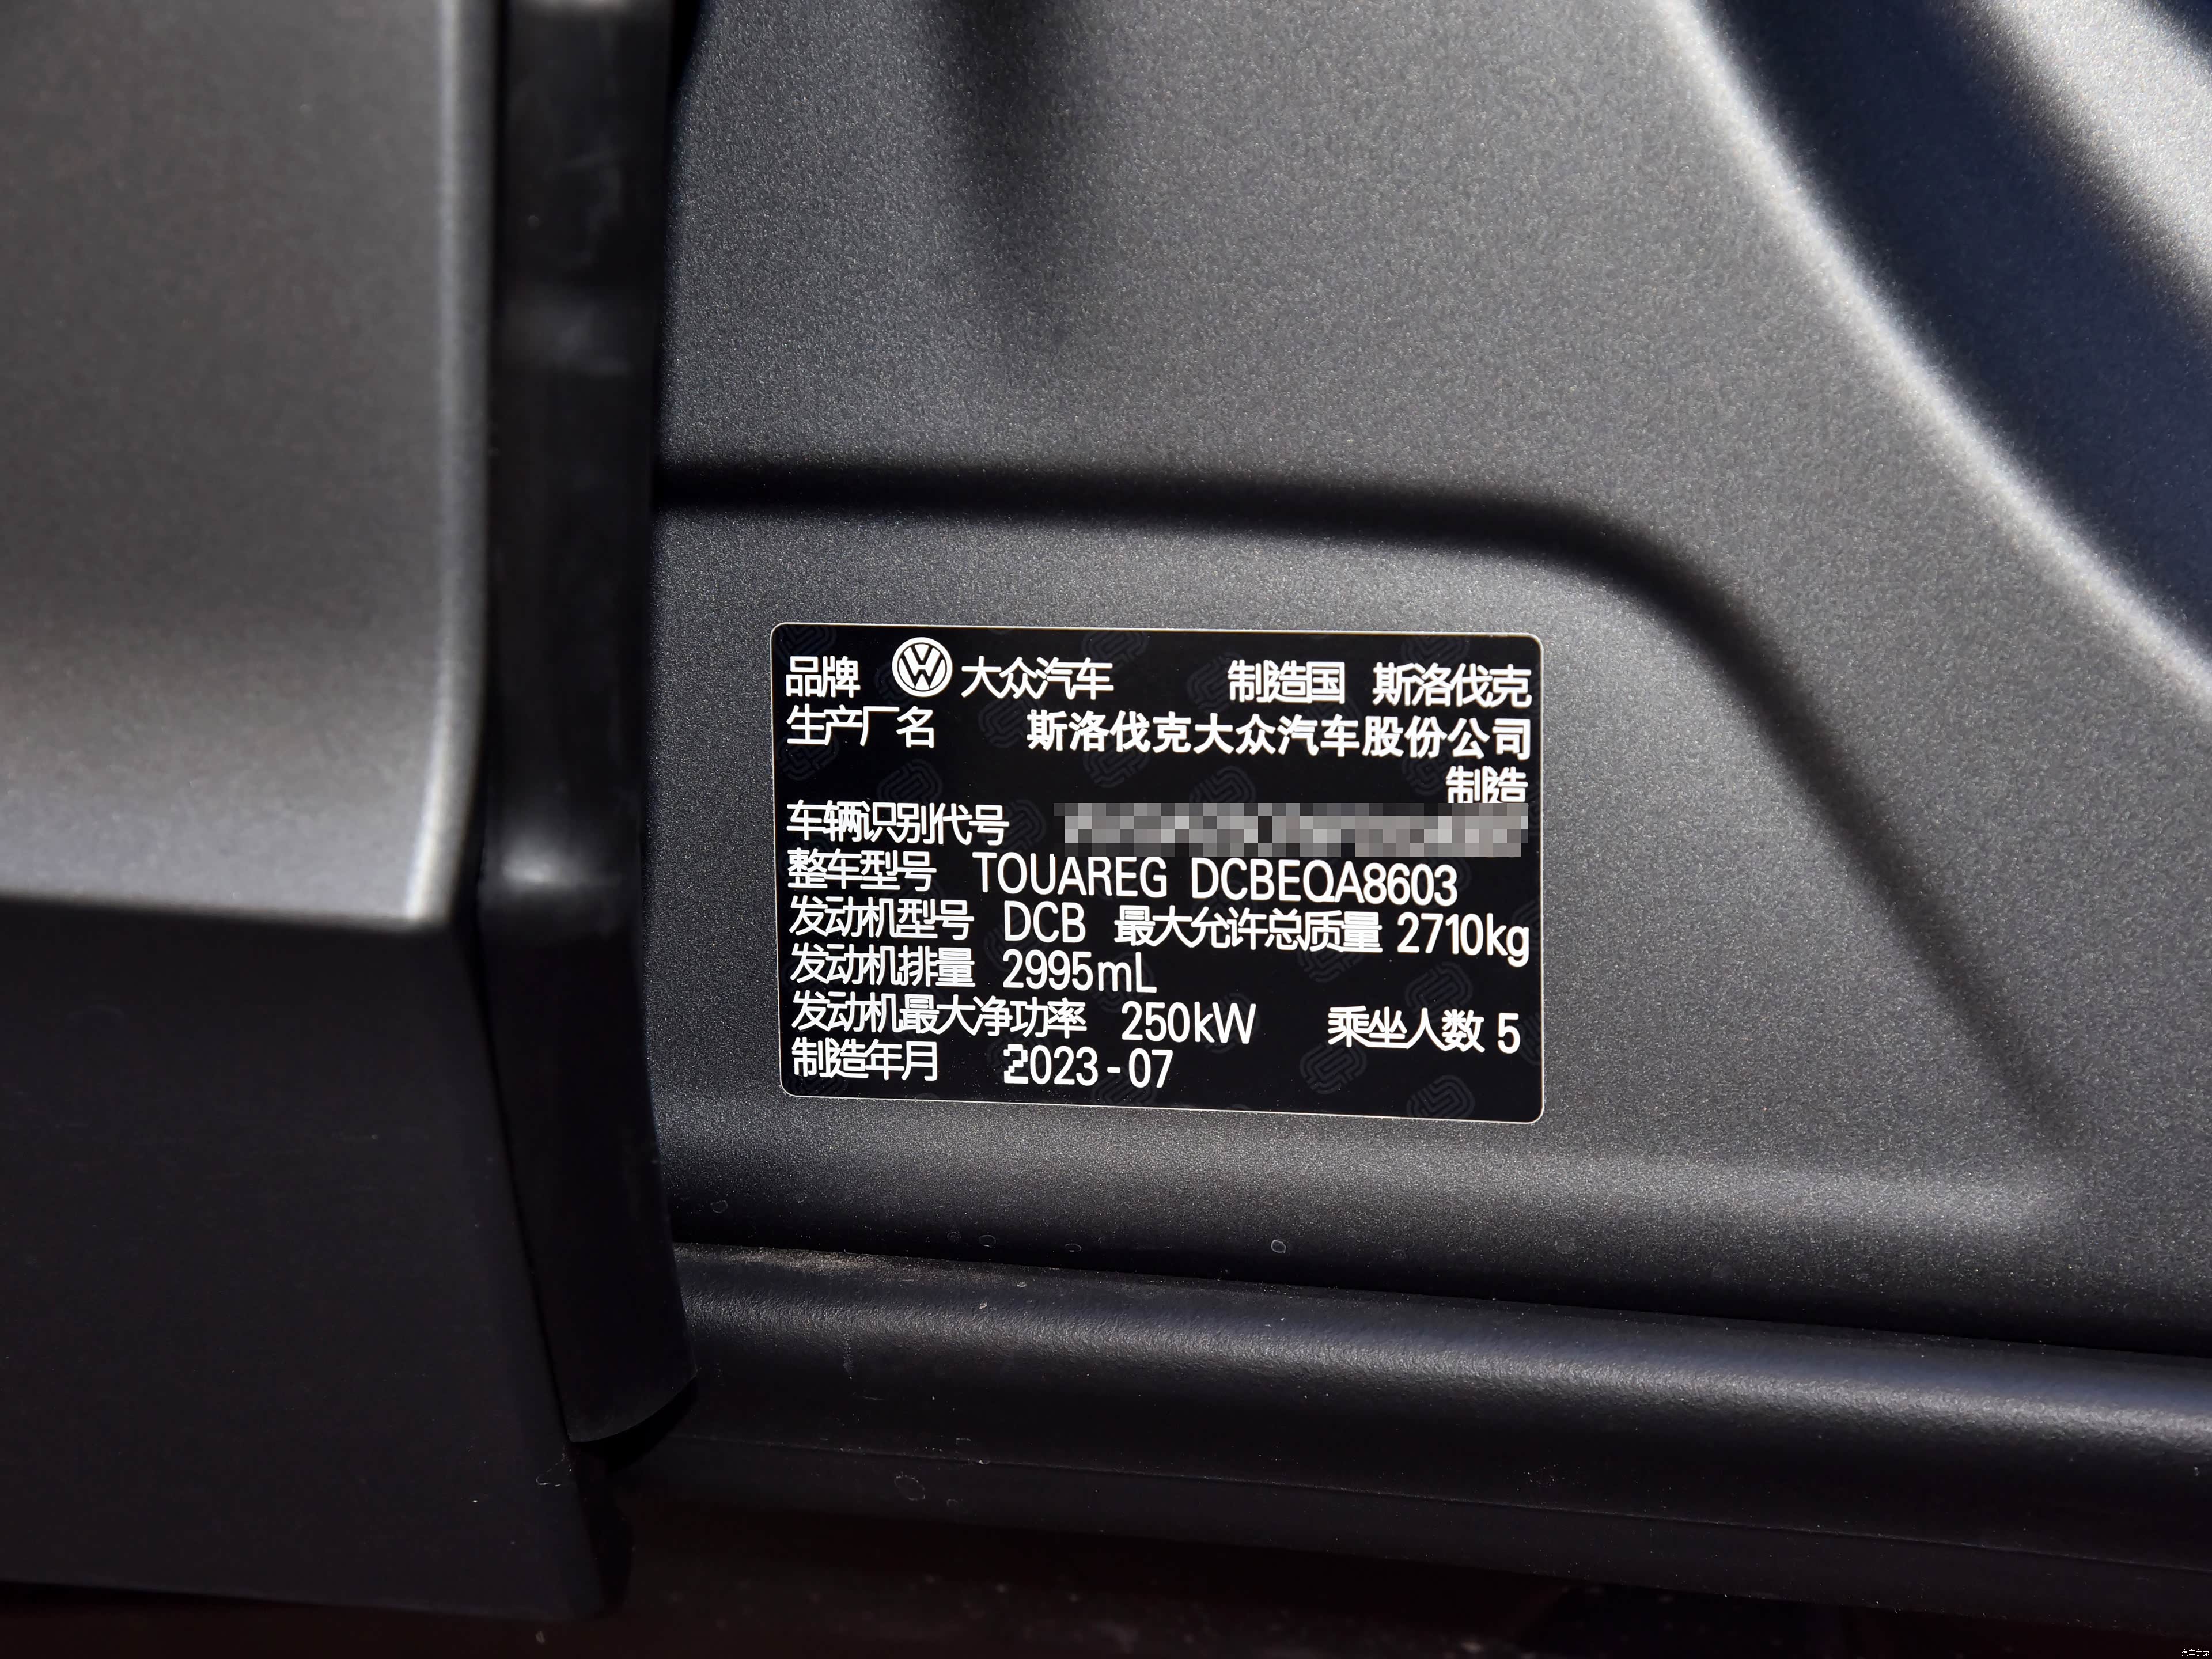 品牌 大众汽车 制造国 斯洛伐克
生产厂名 斯洛伐克大众汽车股份公司
制造
车辆识别代号
整车型号 TOUAREG DCBEQA8603
发动机型号 DCB 最大允许总质量 2710kg
发动机排量 2995mL
发动机最大净功率 250kW 乘坐人数 5
制造年月 2023-07
汽车之家